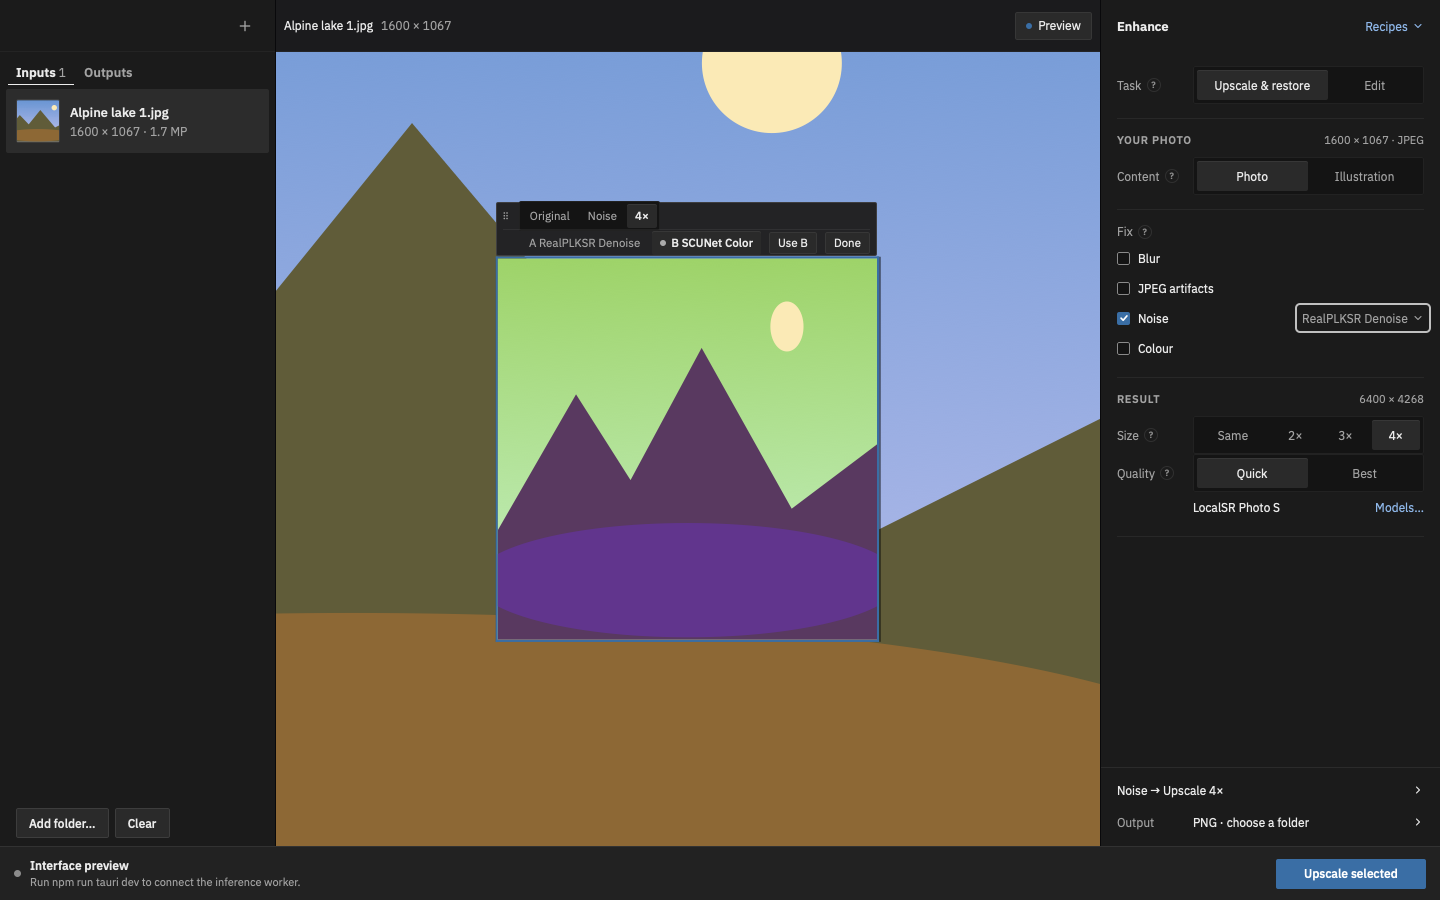 Alpine lake 1.jpg 1600 × 1067
Preview
Enhance
Recipes
Inputs 1 Outputs
Alpine lake 1.jpg
1600 × 1067 · 1.7 MP
Add folder...
Clear
Original Noise 4×
A RealPLKSR Denoise B SCUNet Color Use B Done
Task ? Upscale & restore Edit
YOUR PHOTO 1600 × 1067 · JPEG
Content ? Photo Illustration
Fix ?
Blur
JPEG artifacts
Noise RealPLKSR Denoise
Colour
RESULT 6400 × 4268
Size ? Same 2× 3× 4×
Quality ? Quick Best
LocalSR Photo S Models...
Noise → Upscale 4×
Output PNG · choose a folder
Interface preview
Run npm run tauri dev to connect the inference worker.
Upscale selected